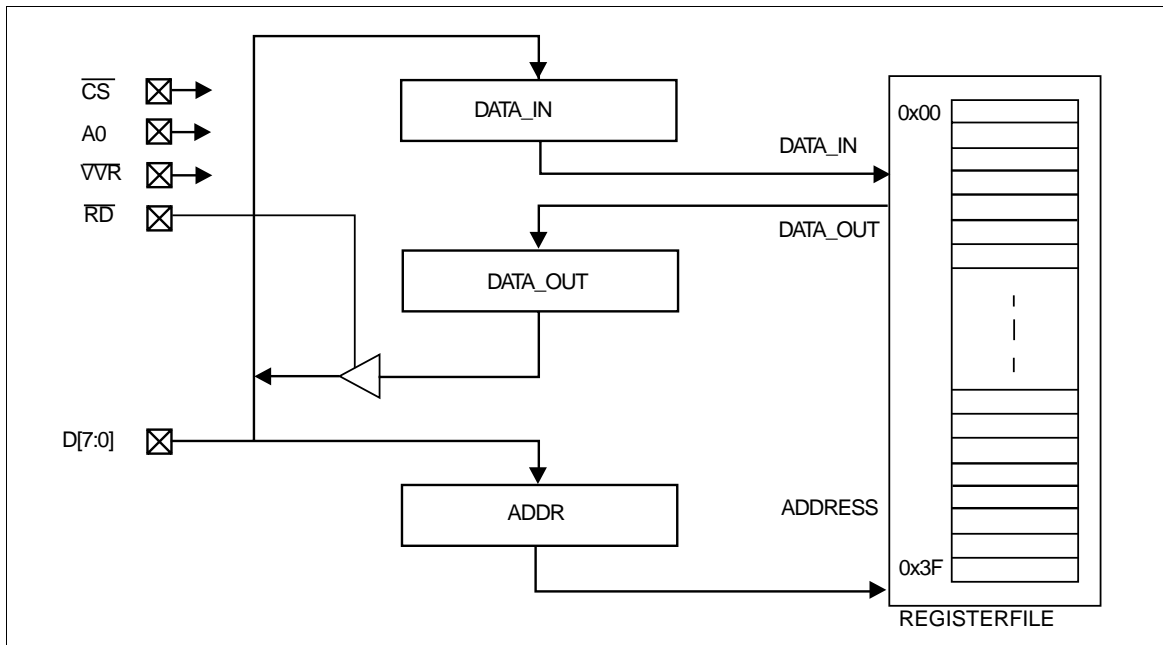 CS
DATA_IN
0x00
A0
DATA_IN
VVR
RD
DATA_OUT
DATA_OUT
D[7:0]
ADDR
ADDRESS
0x3F
REGISTERFILE